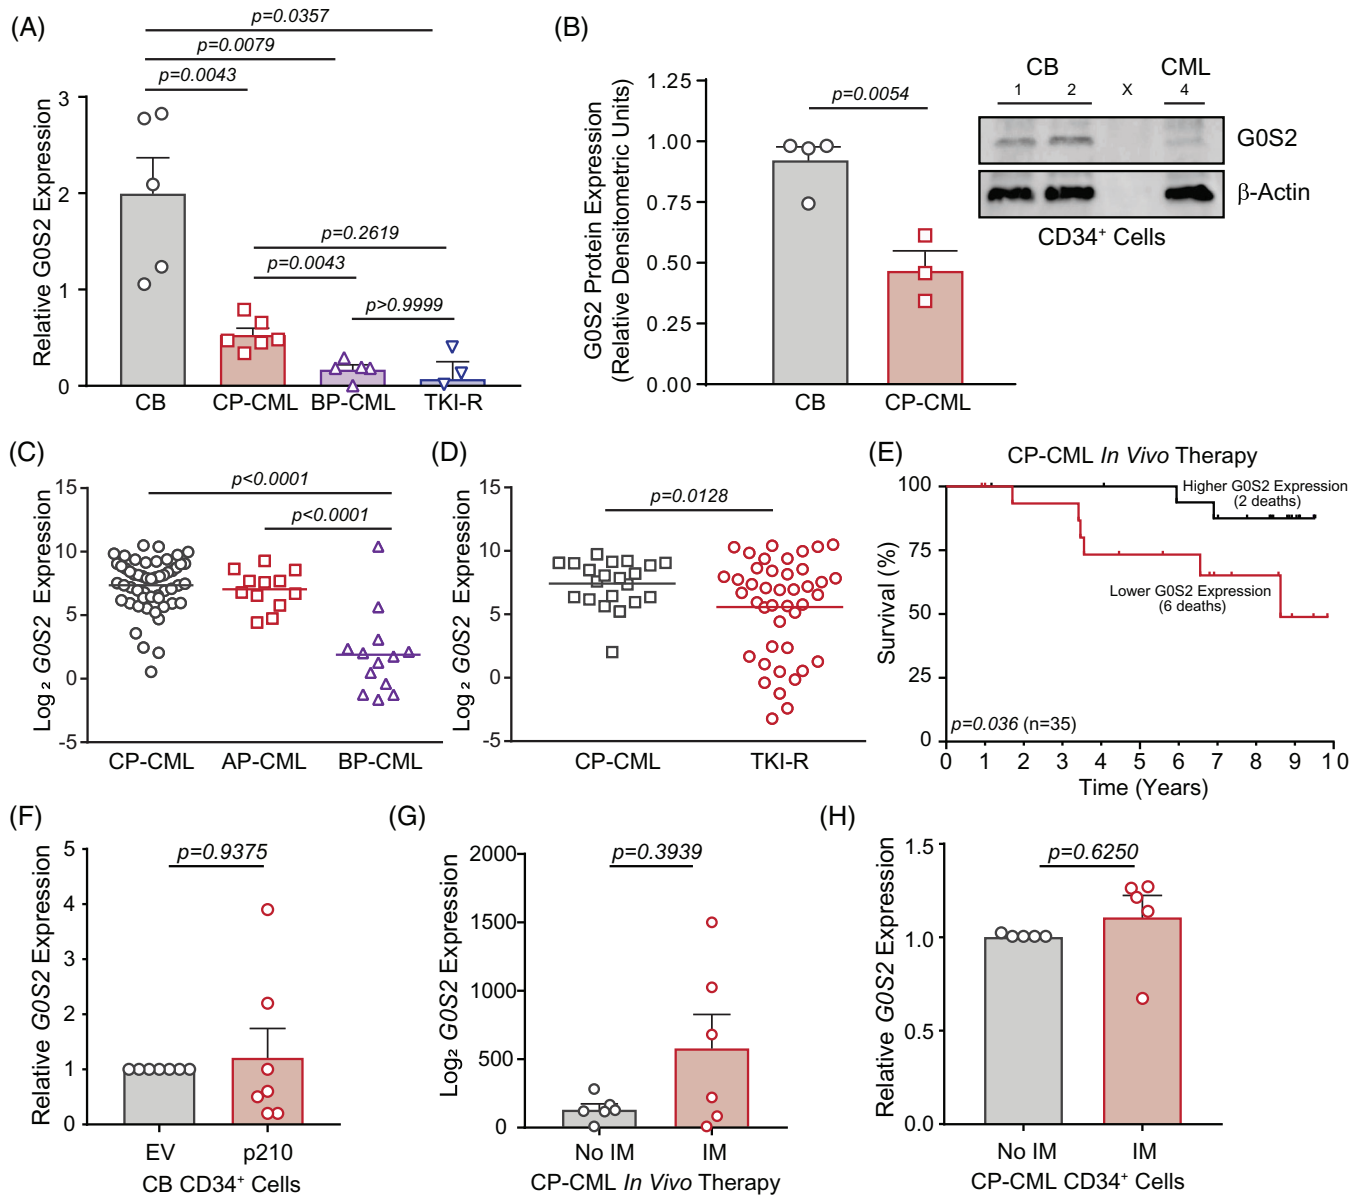 (A)
p=0.0357
p=0.0079
p=0.0043
p=0.2619
p=0.0043
p>0.9999
Relative G0S2 Expression
3
2
1
0
CB
CP-CML
BP-CML
TKI-R
(B)
p=0.0054
G0S2 Protein Expression
(Relative Densitometric Units)
1.25
1.00
0.75
0.50
0.25
0.00
CB
CP-CML
CB
CML
1
2
X
4
G0S2
β-Actin
CD34⁺ Cells
(C)
p<0.0001
p<0.0001
Log ₂ G0S2 Expression
15
10
5
0
-5
CP-CML
AP-CML
BP-CML
(D)
p=0.0128
Log ₂ G0S2 Expression
15
10
5
0
-5
CP-CML
TKI-R
(E)
CP-CML In Vivo Therapy
Higher G0S2 Expression
(2 deaths)
Lower G0S2 Expression
(6 deaths)
p=0.036 (n=35)
Survival (%)
100
75
50
25
0
0 1 2 3 4 5 6 7 8 9 10
Time (Years)
(F)
p=0.9375
Relative G0S2 Expression
5
4
3
2
1
0
EV
p210
CB CD34⁺ Cells
(G)
p=0.3939
Log₂ G0S2 Expression
2000
1500
1000
500
0
No IM
IM
CP-CML In Vivo Therapy
(H)
p=0.6250
Relative G0S2 Expression
1.5
1.0
0.5
0.0
No IM
IM
CP-CML CD34⁺ Cells